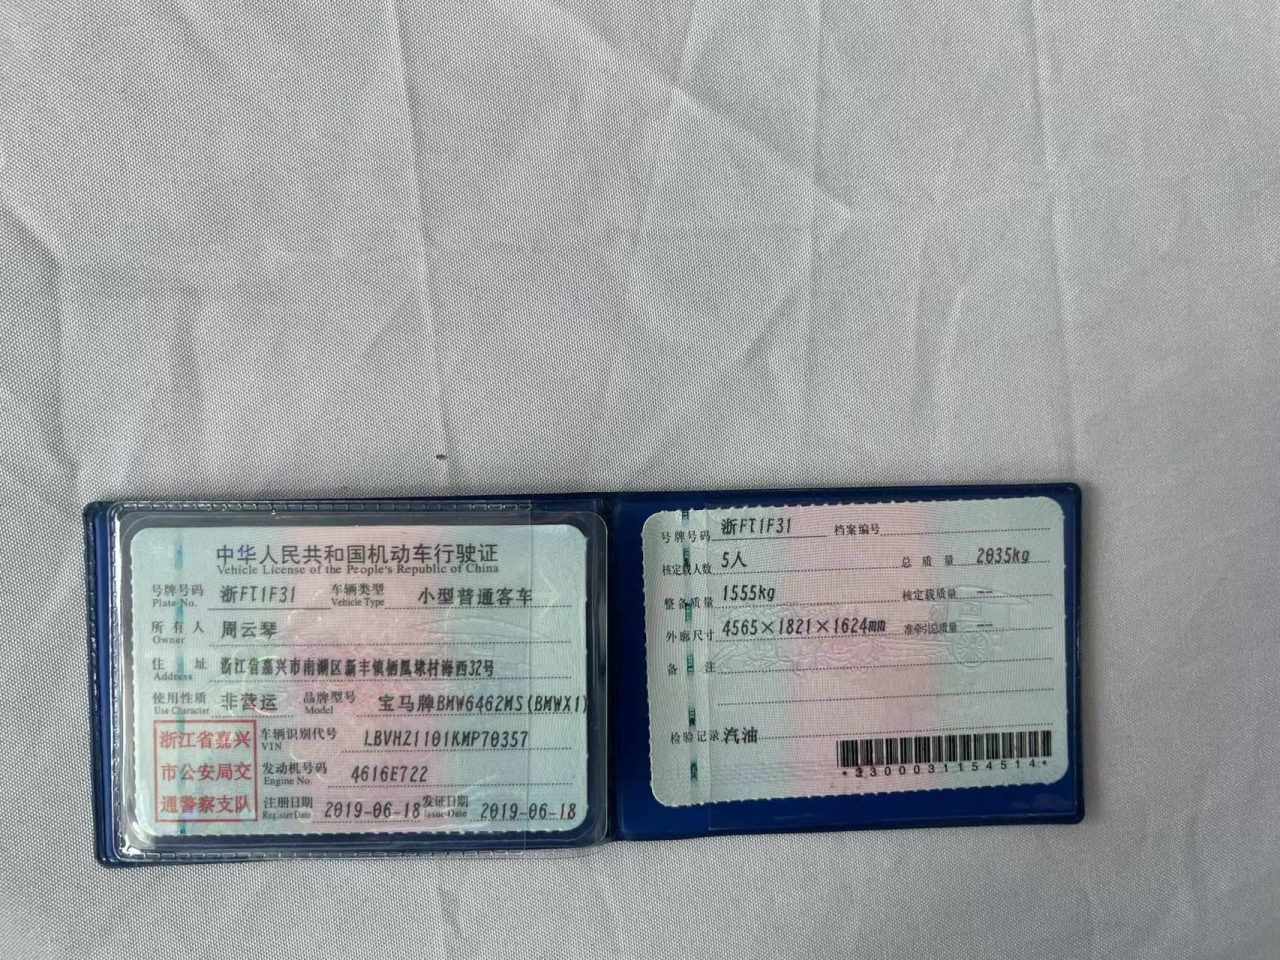 中华人民共和国机动车行驶证
Vehicle License of the People's Republic of China
号牌号码 浙FT1F31 车辆类型 小型普通客车
Plate No. Vehicle Type
所有人 周云琴
Owner
住址 浙江省嘉兴市南湖区新丰镇栖凰埭村海西32号
Address
使用性质 非营运 品牌型号 宝马牌BMW6462MS(BMWX1)
Use Character Model
浙江省嘉兴
市公安局交
通警察支队
车辆识别代号 LBVHZ1101KMP70357
VIN
发动机号码 4616E722
Engine No.
注册日期 2019-06-18 发证日期 2019-06-18
Register Date Issue Date
号牌号码 浙FT1F31 档案编号
核定载人数 5人 总质量 2035kg
整备质量 1555kg 核定载质量 --
外廓尺寸 4565×1821×1624mm 准牵引总质量 --
备注
检验记录 汽油
*3300031154514*